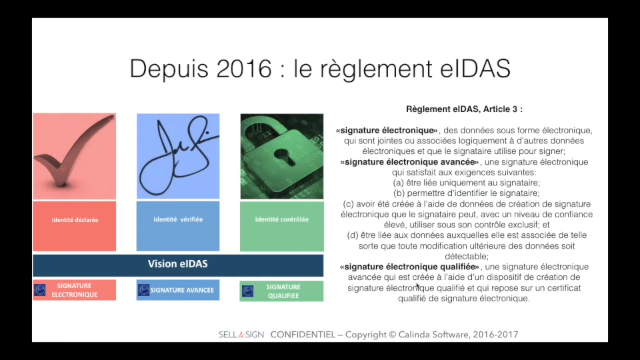 Depuis 2016 : le règlement eIDAS
Identité déclarée
Identité vérifiée
Identité contrôlée
Vision eIDAS
SIGNATURE
ELECTRONIQUE
SIGNATURE AVANCEE
SIGNATURE
QUALIFIEE
Règlement eIDAS, Article 3 :
«signature électronique», des données sous forme électronique,
qui sont jointes ou associées logiquement à d'autres données
électroniques et que le signataire utilise pour signer;
«signature électronique avancée», une signature électronique
qui satisfait aux exigences suivantes:
(a) être liée uniquement au signataire;
(b) permettre d'identifier le signataire;
(c) avoir été créée à l'aide de données de création de signature
électronique que le signataire peut, avec un niveau de confiance
élevé, utiliser sous son contrôle exclusif; et
(d) être liée aux données auxquelles elle est associée de telle
sorte que toute modification ultérieure des données soit
détectable;
«signature électronique qualifiée», une signature électronique
avancée qui est créée à l'aide d'un dispositif de création de
signature électronique qualifié et qui repose sur un certificat
qualifié de signature électronique.
SELL&SIGN CONFIDENTIEL – Copyright © Calinda Software, 2016-2017